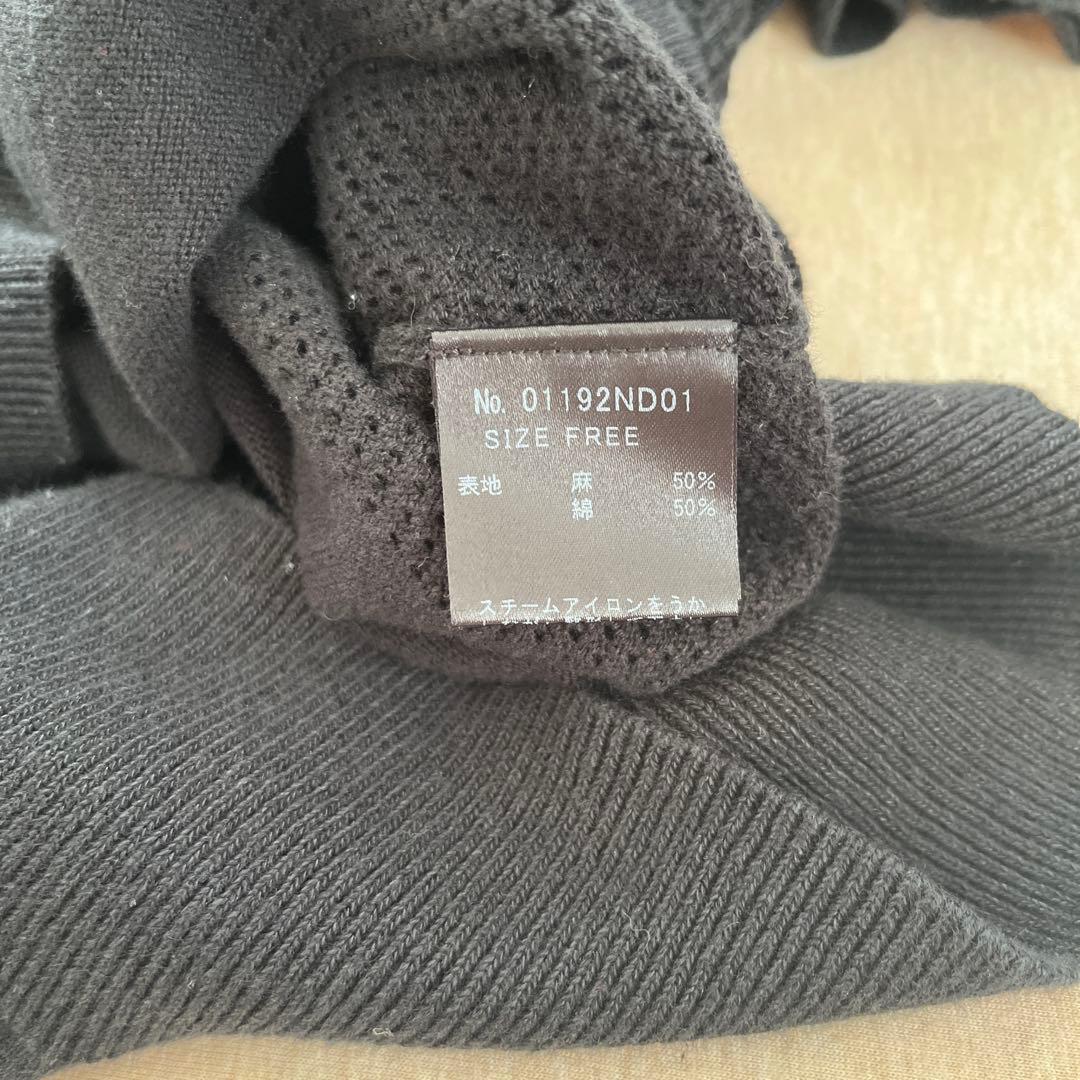 No. 01192ND01
SIZE FREE
表地 麻 50%
綿 50%
スチームアイロンをうか